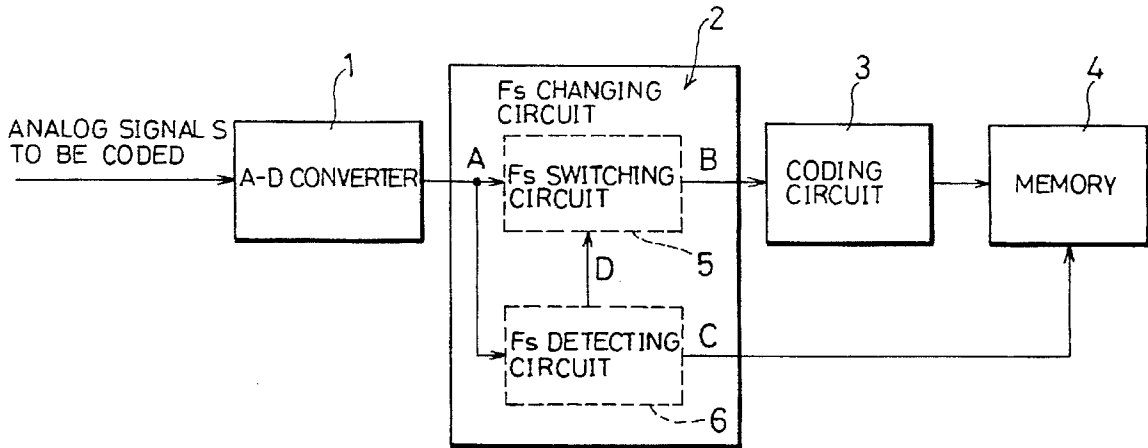 2
1
Fs CHANGING
CIRCUIT
3
4
ANALOG SIGNALS
TO BE CODED
A-D CONVERTER
A
Fs SWITCHING
CIRCUIT
B
CODING
CIRCUIT
MEMORY
D
5
Fs DETECTING
CIRCUIT
C
6